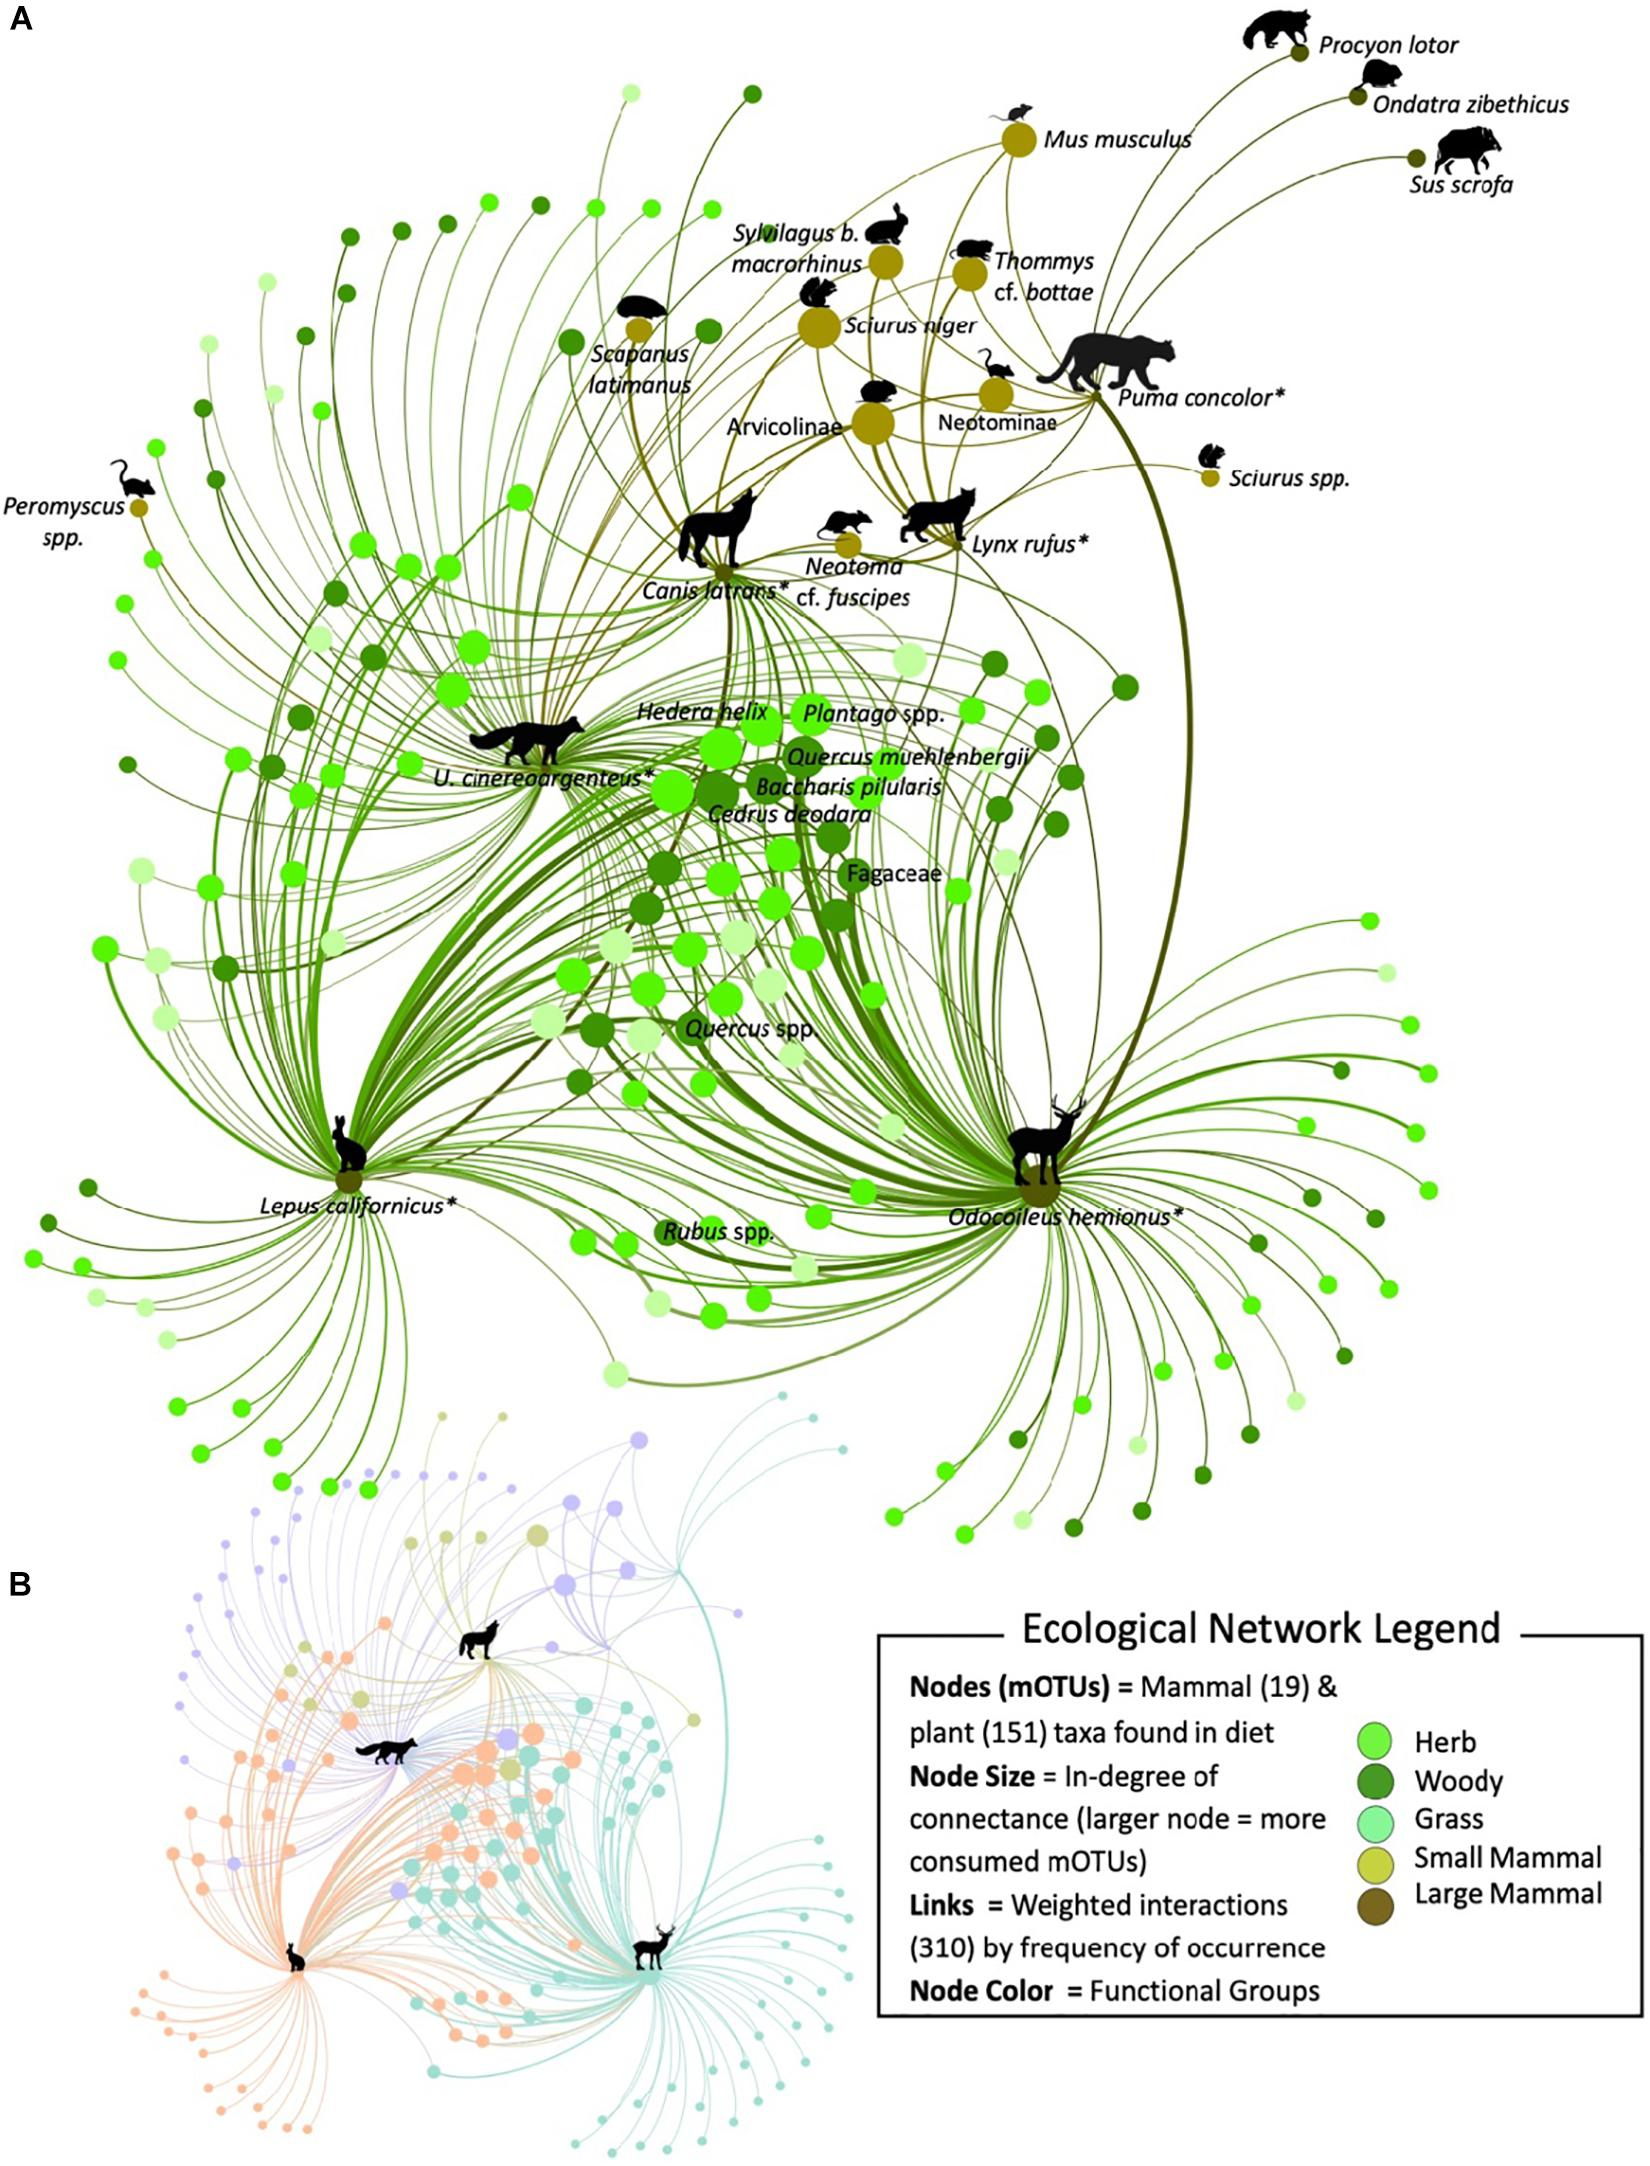 A
Procyon lotor
Ondatra zibethicus
Mus musculus
Sus scrofa
Sylvilagus b.
macrorhinus
Thommys
cf. bottae
Sciurus niger
Scapanus
latimanus
Puma concolor*
Arvicolinae
Neotominae
Sciurus spp.
Peromyscus
spp.
Lynx rufus*
Neotoma
cf. fuscipes
Canis latrans*
Hedera helix
Plantago spp.
Quercus muehlenbergii
U. cinereoargenteus*
Baccharis pilularis
Cedrus deodara
Fagaceae
Quercus spp.
Lepus californicus*
Odocoileus hemionus*
Rubus spp.
B
Ecological Network Legend
Nodes (mOTUs) = Mammal (19) &
plant (151) taxa found in diet
Node Size = In-degree of
connectance (larger node = more
consumed mOTUs)
Links = Weighted interactions
(310) by frequency of occurrence
Node Color = Functional Groups
Herb
Woody
Grass
Small Mammal
Large Mammal